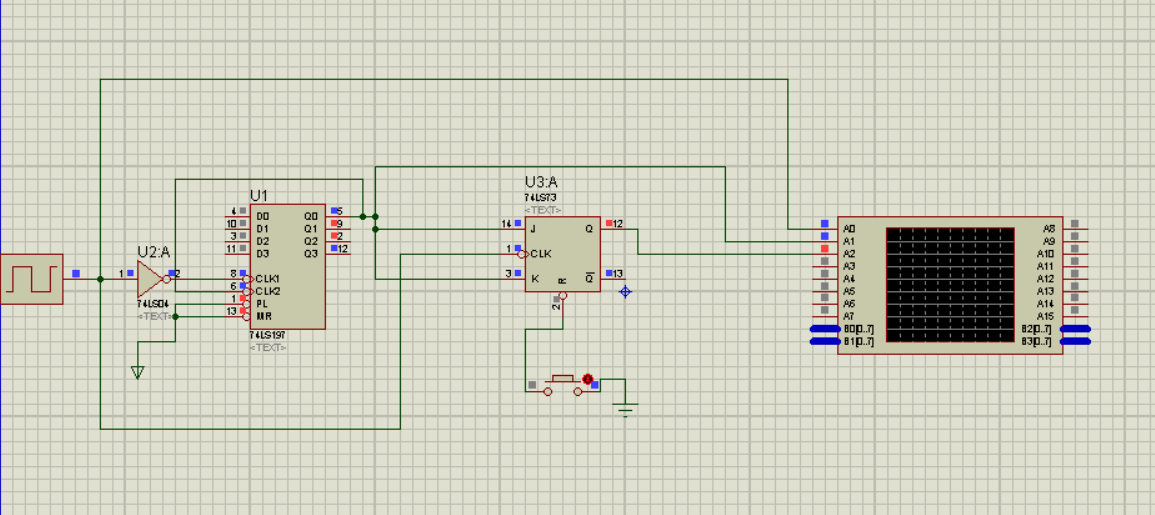 U3:A
74LS73
<TEXT>
U1
4 D0 Q0 5
10 D1 Q1 9
3 D2 Q2 2
11 D3 Q3 12
8 CLK1
6 CLK2
1 PL
13 MR
74LS197
<TEXT>
U2:A
1 2
74LS04
<TEXT>
14 J Q 12
1 CLK
3 K Q 13
R
2
A0 A8
A1 A9
A2 A10
A3 A11
A4 A12
A5 A13
A6 A14
A7 A15
B0[0..7] B2[0..7]
B1[0..7] B3[0..7]